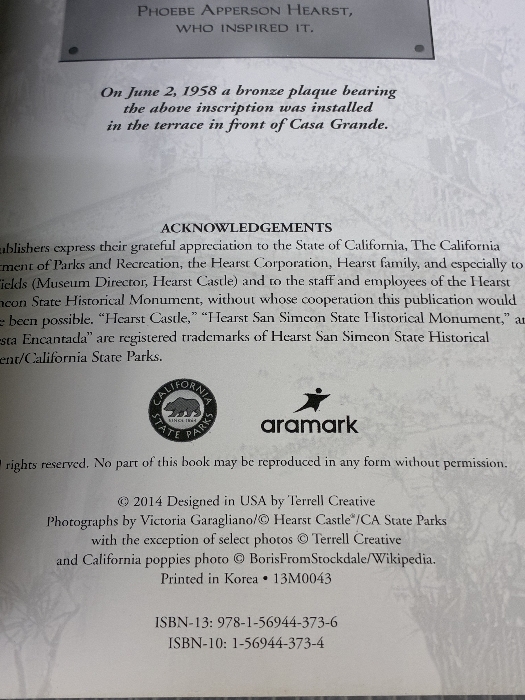 PHOEBE APPERSON HEARST,
WHO INSPIRED IT.
On June 2, 1958 a bronze plaque bearing
the above inscription was installed
in the terrace in front of Casa Grande.
ACKNOWLEDGEMENTS
ublishers express their grateful appreciation to the State of California, The California
ment of Parks and Recreation, the Hearst Corporation, Hearst family, and especially to
ields (Museum Director, Hearst Castle) and to the staff and employees of the Hearst
neon State Historical Monument, without whose cooperation this publication would
e been possible. “Hearst Castle,” “Hearst San Simeon State Historical Monument,” a
sta Encantada” are registered trademarks of Hearst San Simeon State Historical
ent/California State Parks.
CALIFORNIA
SINCE 1864
STATE PARKS
aramark
rights reserved. No part of this book may be reproduced in any form without permission.
© 2014 Designed in USA by Terrell Creative
Photographs by Victoria Garagliano/© Hearst Castle®/CA State Parks
with the exception of select photos © Terrell Creative
and California poppies photo © BorisFromStockdale/Wikipedia.
Printed in Korea • 13M0043
ISBN-13: 978-1-56944-373-6
ISBN-10: 1-56944-373-4